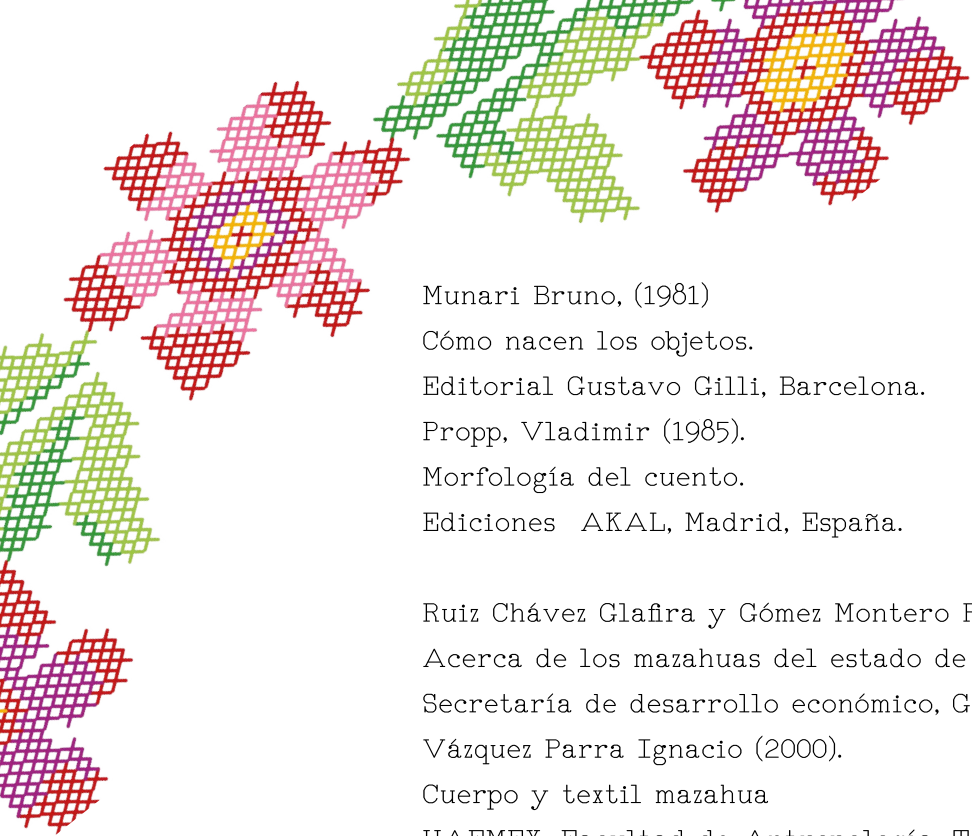 Munari Bruno, (1981)
Cómo nacen los objetos.
Editorial Gustavo Gilli, Barcelona.
Propp, Vladimir (1985).
Morfología del cuento.
Ediciones AKAL, Madrid, España.
Ruiz Chávez Glafira y Gómez Montero
Acerca de los mazahuas del estado de
Secretaría de desarrollo económico,
Vázquez Parra Ignacio (2000).
Cuerpo y textil mazahua